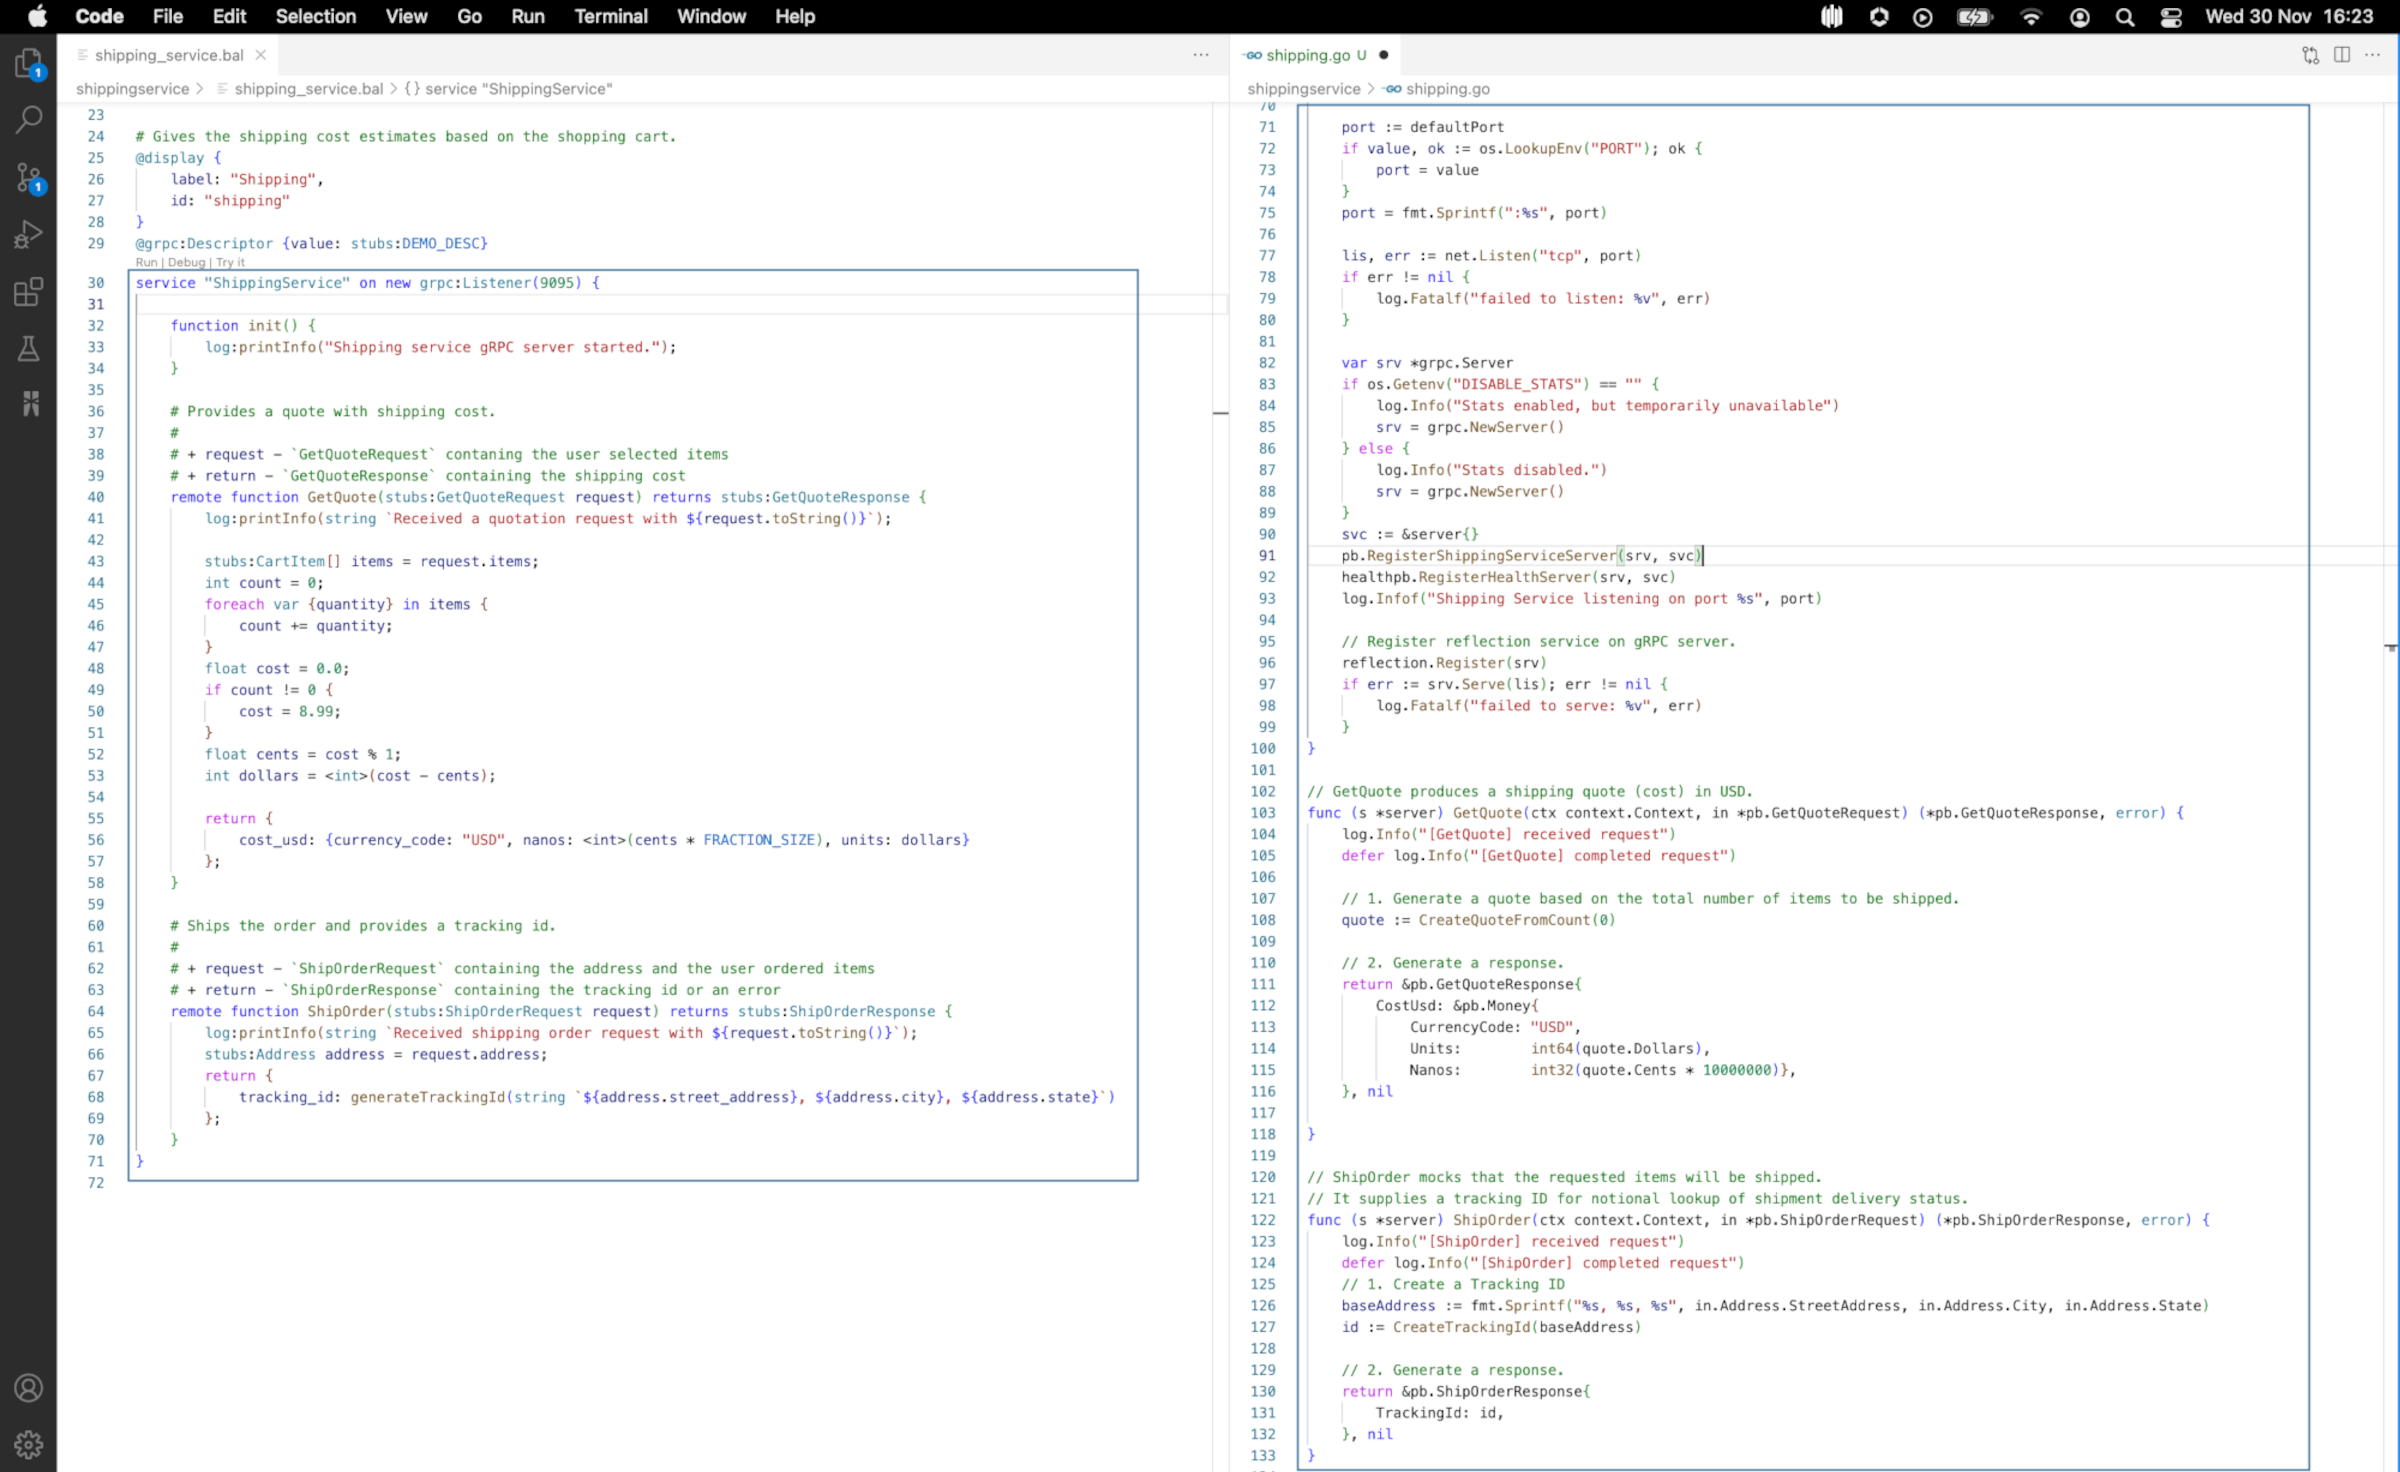 Code File Edit Selection View Go Run Terminal Window Help Wed 30 Nov 16:23
shipping_service.bal
shippingservice > shipping_service.bal > {} service "ShippingService"
23
24 # Gives the shipping cost estimates based on the shopping cart.
25 @display {
26 label: "Shipping",
27 id: "shipping"
28 }
29 @grpc:Descriptor {value: stubs:DEMO_DESC}
Run | Debug | Try it
30 service "ShippingService" on new grpc:Listener(9095) {
31
32 function init() {
33 log:printInfo("Shipping service gRPC server started.");
34 }
35
36 # Provides a quote with shipping cost.
37 #
38 # + request – `GetQuoteRequest` contaning the user selected items
39 # + return – `GetQuoteResponse` containing the shipping cost
40 remote function GetQuote(stubs:GetQuoteRequest request) returns stubs:GetQuoteResponse {
41 log:printInfo(string `Received a quotation request with ${request.toString()}`);
42
43 stubs:CartItem[] items = request.items;
44 int count = 0;
45 foreach var {quantity} in items {
46 count += quantity;
47 }
48 float cost = 0.0;
49 if count != 0 {
50 cost = 8.99;
51 }
52 float cents = cost % 1;
53 int dollars = <int>(cost – cents);
54
55 return {
56 cost_usd: {currency_code: "USD", nanos: <int>(cents * FRACTION_SIZE), units: dollars}
57 };
58 }
59
60 # Ships the order and provides a tracking id.
61 #
62 # + request – `ShipOrderRequest` containing the address and the user ordered items
63 # + return – `ShipOrderResponse` containing the tracking id or an error
64 remote function ShipOrder(stubs:ShipOrderRequest request) returns stubs:ShipOrderResponse {
65 log:printInfo(string `Received shipping order request with ${request.toString()}`);
66 stubs:Address address = request.address;
67 return {
68 tracking_id: generateTrackingId(string `${address.street_address}, ${address.city}, ${address.state}`)
69 };
70 }
71 }
72
shipping.go U
shippingservice > shipping.go
70
71 port := defaultPort
72 if value, ok := os.LookupEnv("PORT"); ok {
73 port = value
74 }
75 port = fmt.Sprintf(":%s", port)
76
77 lis, err := net.Listen("tcp", port)
78 if err != nil {
79 log.Fatalf("failed to listen: %v", err)
80 }
81
82 var srv *grpc.Server
83 if os.Getenv("DISABLE_STATS") == "" {
84 log.Info("Stats enabled, but temporarily unavailable")
85 srv = grpc.NewServer()
86 } else {
87 log.Info("Stats disabled.")
88 srv = grpc.NewServer()
89 }
90 svc := &server{}
91 pb.RegisterShippingServiceServer(srv, svc)
92 healthpb.RegisterHealthServer(srv, svc)
93 log.Infof("Shipping Service listening on port %s", port)
94
95 // Register reflection service on gRPC server.
96 reflection.Register(srv)
97 if err := srv.Serve(lis); err != nil {
98 log.Fatalf("failed to serve: %v", err)
99 }
100 }
101
102 // GetQuote produces a shipping quote (cost) in USD.
103 func (s *server) GetQuote(ctx context.Context, in *pb.GetQuoteRequest) (*pb.GetQuoteResponse, error) {
104 log.Info("[GetQuote] received request")
105 defer log.Info("[GetQuote] completed request")
106
107 // 1. Generate a quote based on the total number of items to be shipped.
108 quote := CreateQuoteFromCount(0)
109
110 // 2. Generate a response.
111 return &pb.GetQuoteResponse{
112 CostUsd: &pb.Money{
113 CurrencyCode: "USD",
114 Units: int64(quote.Dollars),
115 Nanos: int32(quote.Cents * 10000000)},
116 }, nil
117
118 }
119
120 // ShipOrder mocks that the requested items will be shipped.
121 // It supplies a tracking ID for notional lookup of shipment delivery status.
122 func (s *server) ShipOrder(ctx context.Context, in *pb.ShipOrderRequest) (*pb.ShipOrderResponse, error) {
123 log.Info("[ShipOrder] received request")
124 defer log.Info("[ShipOrder] completed request")
125 // 1. Create a Tracking ID
126 baseAddress := fmt.Sprintf("%s, %s, %s", in.Address.StreetAddress, in.Address.City, in.Address.State)
127 id := CreateTrackingId(baseAddress)
128
129 // 2. Generate a response.
130 return &pb.ShipOrderResponse{
131 TrackingId: id,
132 }, nil
133 }